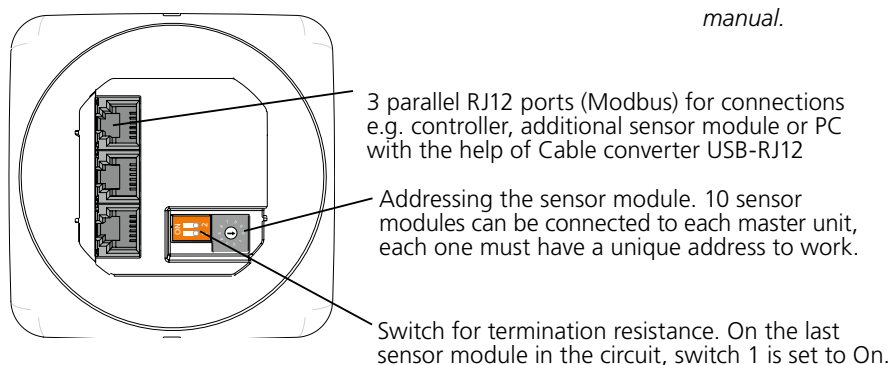 manual.
3 parallel RJ12 ports (Modbus) for connections
e.g. controller, additional sensor module or PC
with the help of Cable converter USB-RJ12
Addressing the sensor module. 10 sensor
modules can be connected to each master unit,
each one must have a unique address to work.
ON
1 2
Switch for termination resistance. On the last
sensor module in the circuit, switch 1 is set to On.